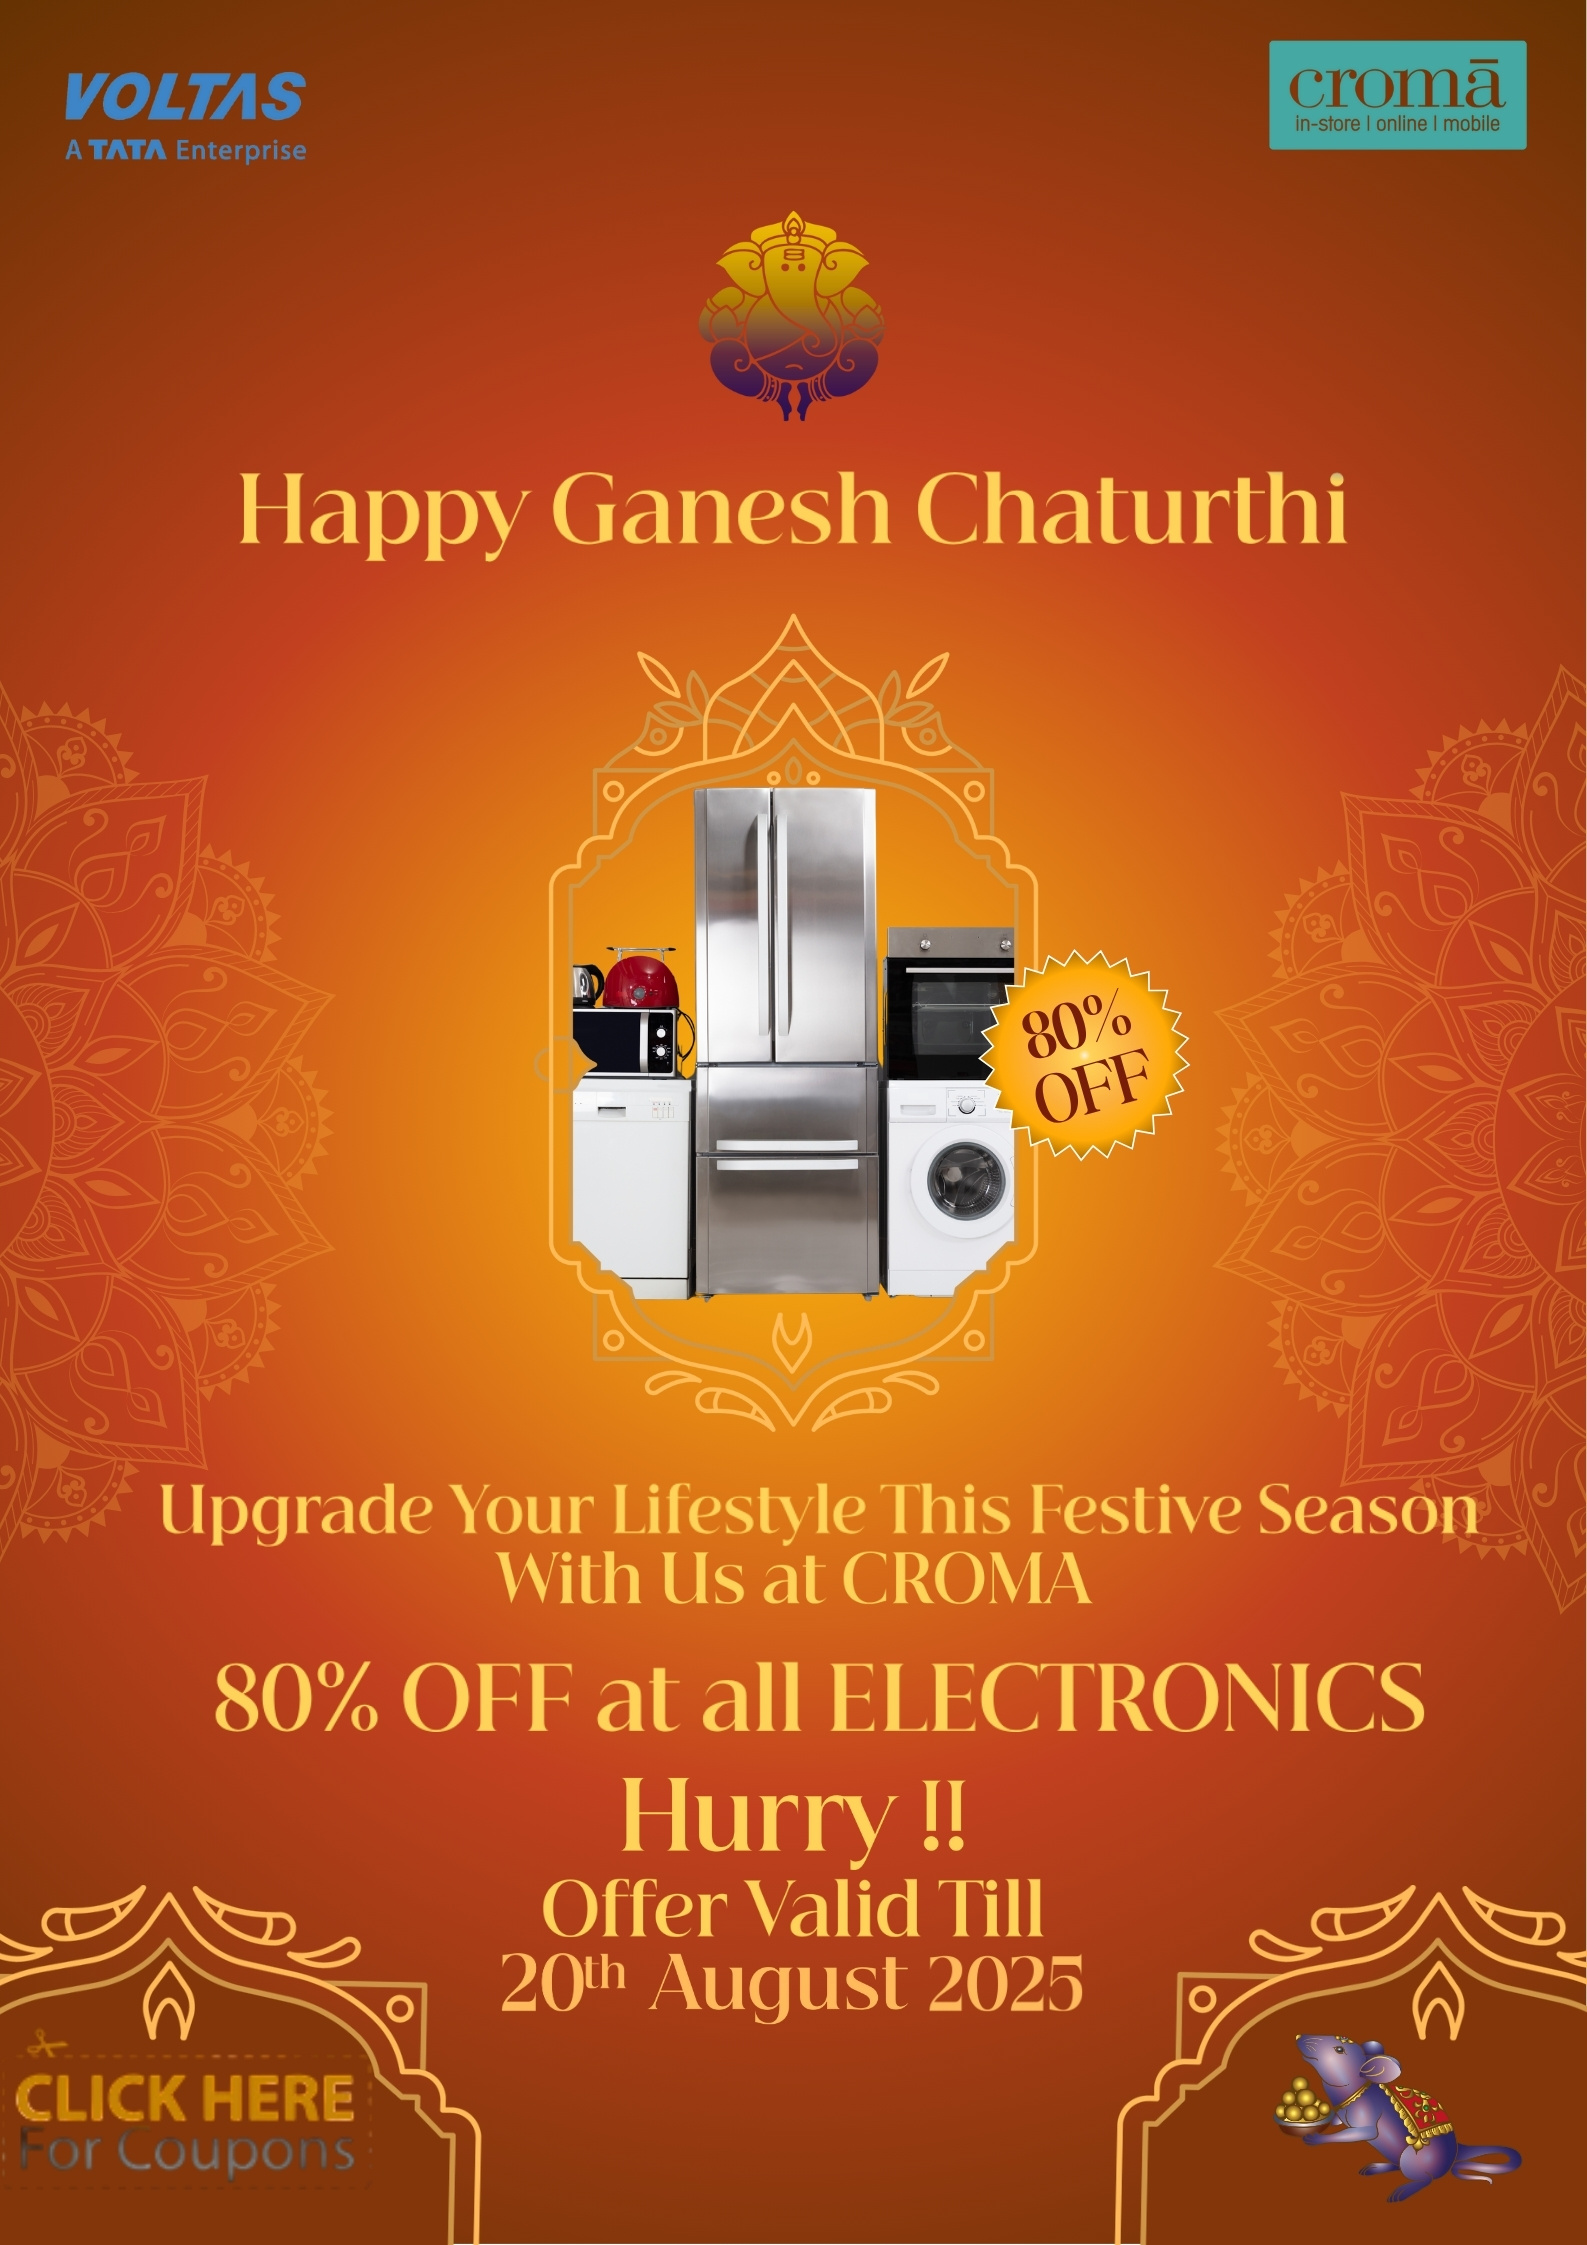 VOLTAS
A TATA Enterprise
cromā
in-store | online | mobile
Happy Ganesh Chaturthi
80%
OFF
Upgrade Your Lifestyle This Festive Season
With Us at CROMA
80% OFF at all ELECTRONICS
Hurry !!
Offer Valid Till
20th August 2025
CLICK HERE
For Coupons